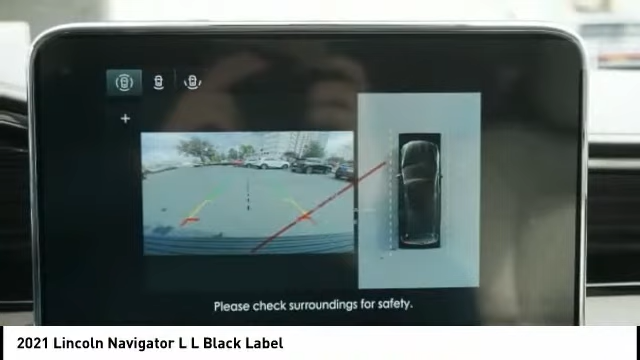 Please check surroundings for safety.
2021 Lincoln Navigator L L Black Label